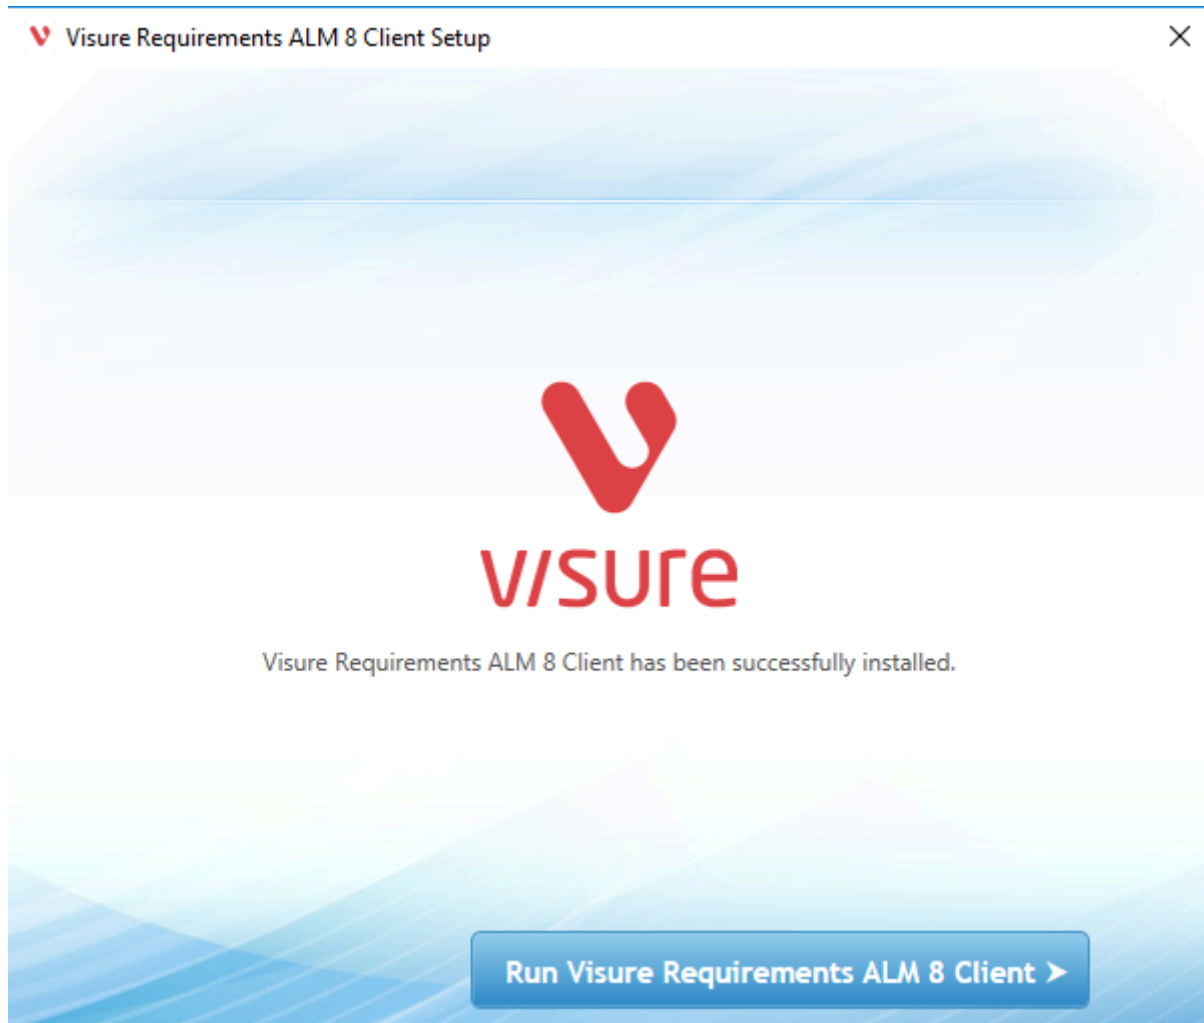 Visure Requirements ALM 8 Client Setup
visure
Visure Requirements ALM 8 Client has been successfully installed.
Run Visure Requirements ALM 8 Client ➤